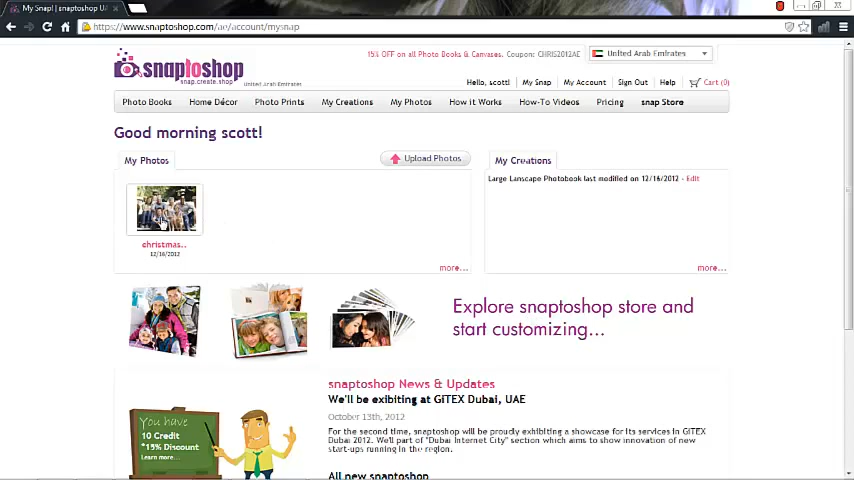 My Snap! | snaptoshop U
https://www.snaptoshop.com/ae/account/mysnap
snaptoshop
snap.create.shop
United Arab Emirates
15% OFF on all Photo Books & Canvases. Coupon: CHRIS2012AE
United Arab Emirates
Hello, scott! My Snap My Account Sign Out Help Cart (0)
Photo Books Home Décor Photo Prints My Creations My Photos How it Works How-To Videos Pricing snap Store
Good morning scott!
My Photos
Upload Photos
christmas..
12/16/2012
more...
My Creations
Large Lanscape Photobook last modified on 12/16/2012 - Edit
more...
Explore snaptoshop store and
start customizing...
You have
10 Credit
*15% Discount
Learn more...
snaptoshop News & Updates
We'll be exibiting at GITEX Dubai, UAE
October 13th, 2012
For the second time, snaptoshop will be proudly exhibiting a showcase for its services in GITEX
Dubai 2012. We'll part of "Dubai Internet City" section which aims to show innovation of new
start-ups running in the region.
All new snaptoshop